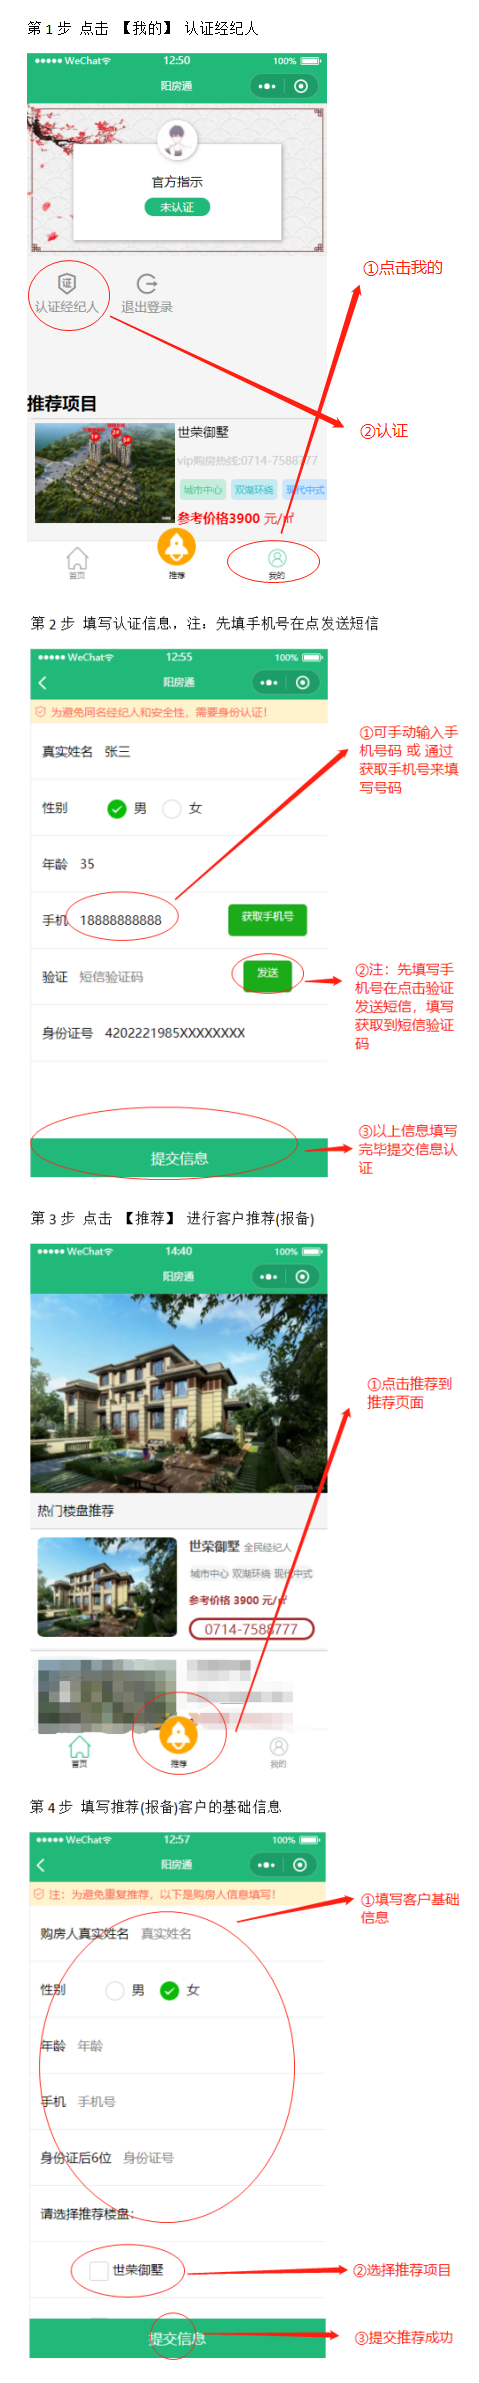 第 1 步  点击 【我的】 认证经纪人
●●●●● WeChat 12:50 100%
阳房通
官方指示
未认证
①点击我的
证
认证经纪人 退出登录
推荐项目
②认证
世荣御墅
vip购房热线:0714-7588777
城市中心 双湖环绕 现代中式
参考价格3900 元/㎡
首页 推荐 我的
第 2 步  填写认证信息，注：先填手机号在点发送短信
●●●●● WeChat 12:55 100%
阳房通
为避免同名经纪人和安全性，需要身份认证！
真实姓名 张三
①可手动输入手
机号码 或 通过
获取手机号来填
写号码
性别 男 女
年龄 35
手机 18888888888 获取手机号
验证 短信验证码 发送
②注：先填写手
机号在点击验证
发送短信，填写
获取到短信验证
码
身份证号 4202221985XXXXXXXX
提交信息
③以上信息填写
完毕提交信息认
证
第 3 步  点击 【推荐】 进行客户推荐(报备)
●●●●● WeChat 14:40 100%
阳房通
①点击推荐到
推荐页面
热门楼盘推荐
世荣御墅 全民经纪人
城市中心 双湖环绕 现代中式
参考价格 3900 元/㎡
0714-7588777
首页 推荐 我的
第 4 步  填写推荐(报备)客户的基础信息
●●●●● WeChat 12:57 100%
阳房通
注：为避免重复推荐，以下是购房人信息填写！
①填写客户基础
信息
购房人真实姓名 真实姓名
性别 男 女
年龄 年龄
手机 手机号
身份证后6位 身份证号
请选择推荐楼盘：
世荣御墅
②选择推荐项目
提交信息
③提交推荐成功